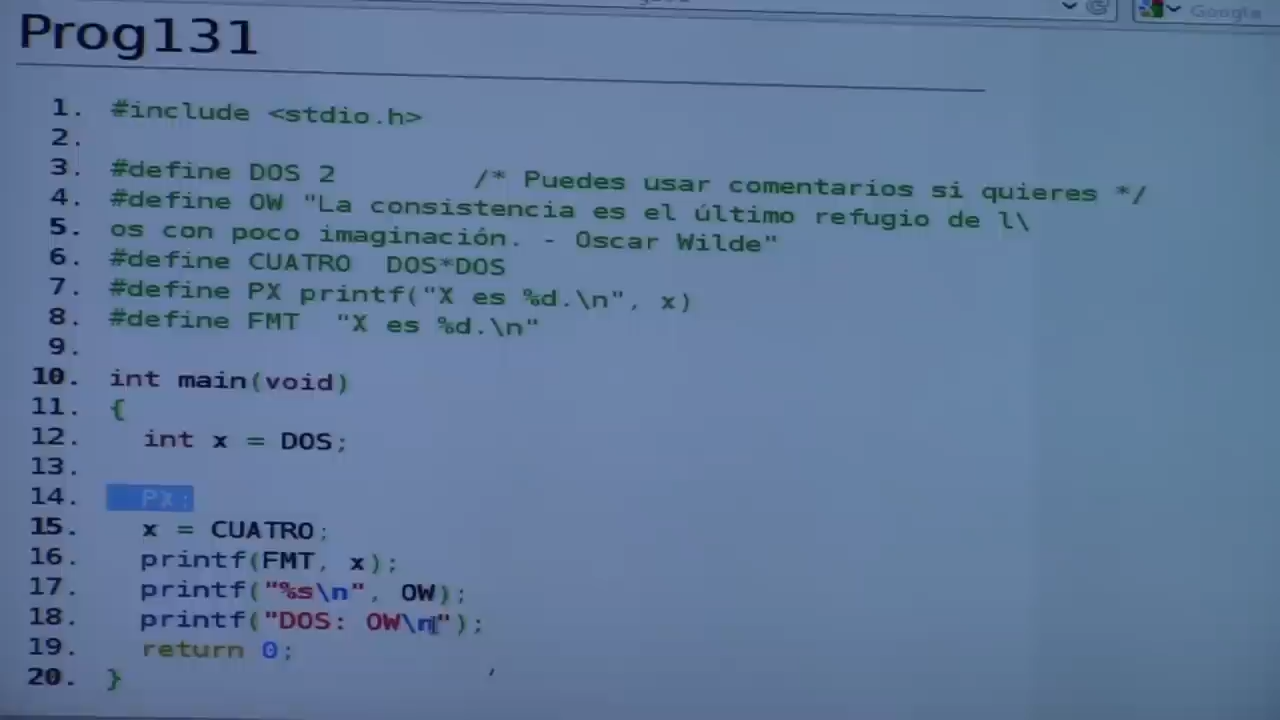 Google
Prog131
1. #include <stdio.h>
2.
3. #define DOS 2        /* Puedes usar comentarios si quieres */
4. #define OW "La consistencia es el último refugio de l\
5. os con poco imaginación. - Oscar Wilde"
6. #define CUATRO  DOS*DOS
7. #define PX printf("X es %d.\n", x)
8. #define FMT  "X es %d.\n"
9.
10. int main(void)
11. {
12.   int x = DOS;
13.
14.   PX;
15.   x = CUATRO;
16.   printf(FMT, x);
17.   printf("%s\n", OW);
18.   printf("DOS: OW\n");
19.   return 0;
20. }